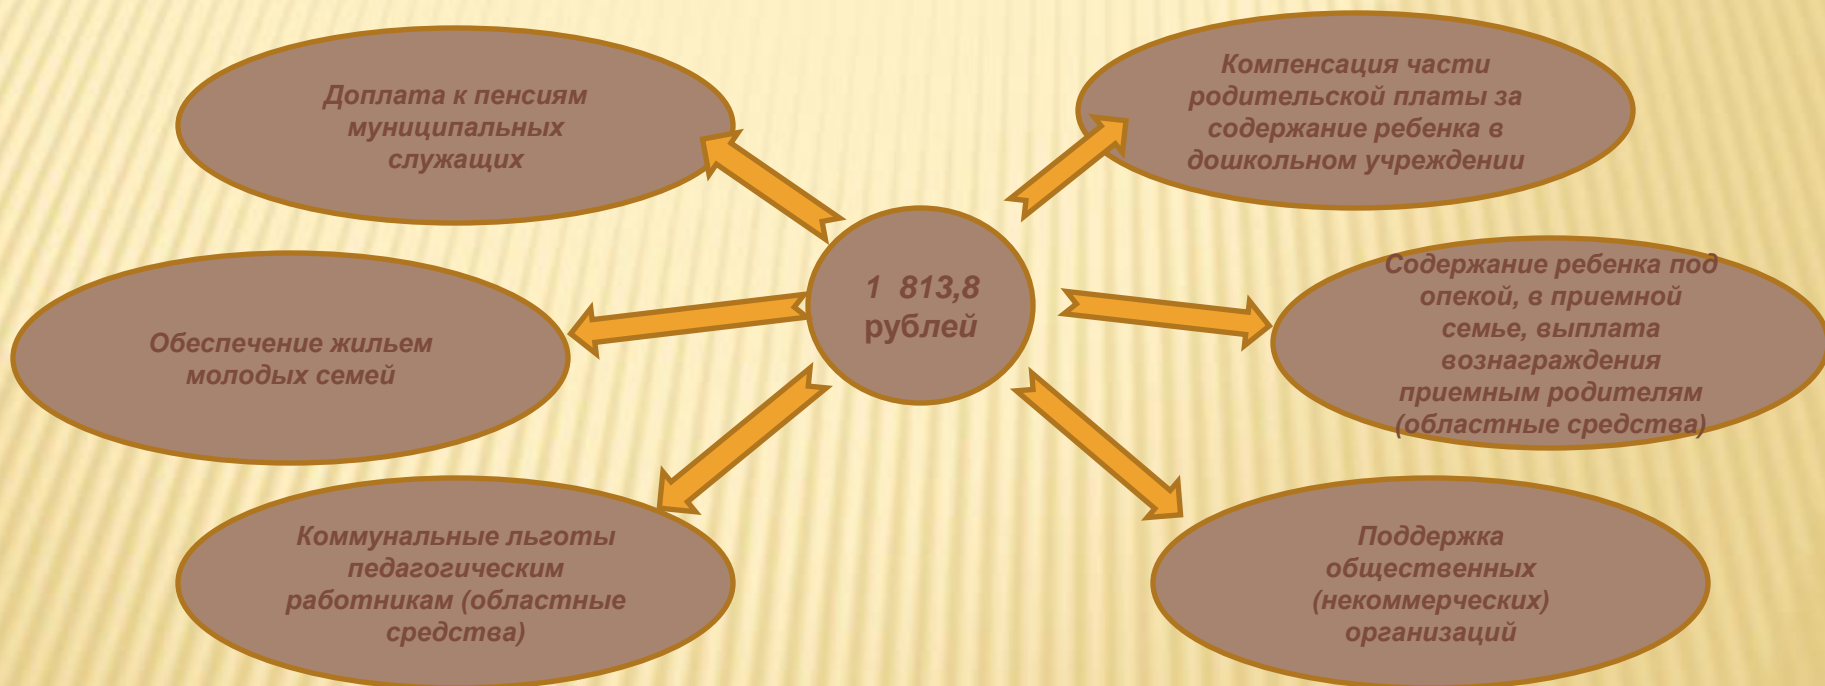 Доплата к пенсиям
муниципальных
служащих
Компенсация части
родительской платы за
содержание ребенка в
дошкольном учреждении
1 813,8
рублей
Обеспечение жильем
молодых семей
Содержание ребенка под
опекой, в приемной
семье, выплата
вознаграждения
приемным родителям
(областные средства)
Коммунальные льготы
педагогическим
работникам (областные
средства)
Поддержка
общественных
(некоммерческих)
организаций